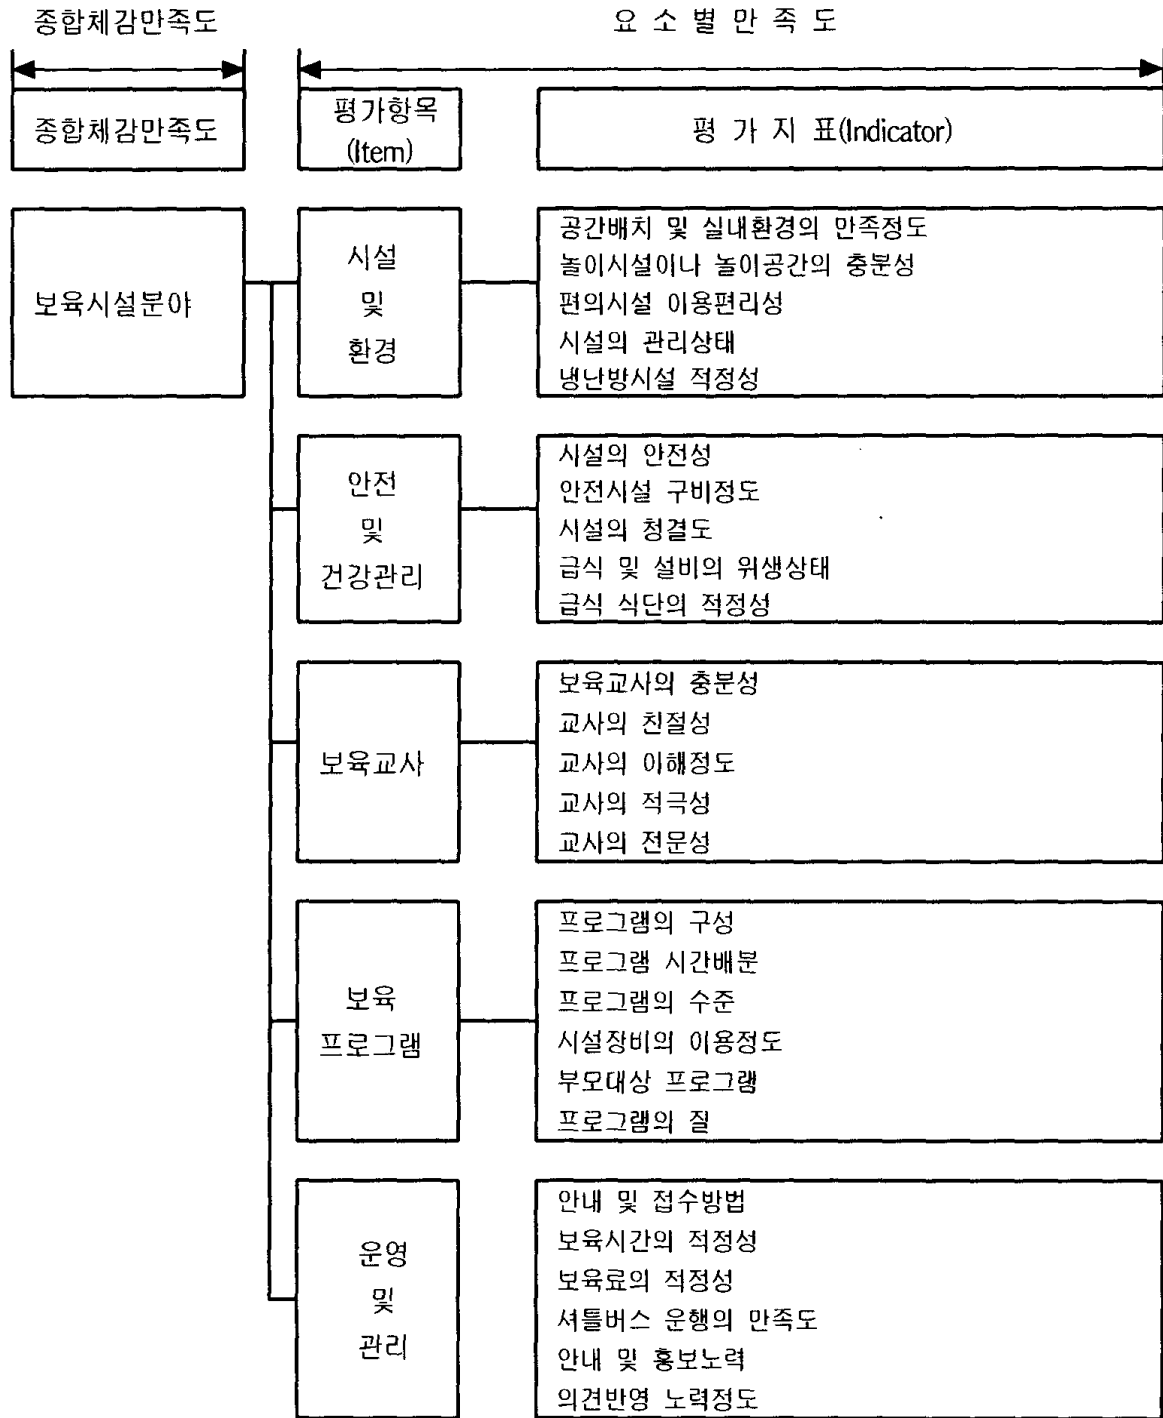 종합체감만족도
요 소 별 만 족 도
종합체감만족도
평가항목
(Item)
평 가 지 표(Indicator)
보육시설분야
시설
및
환경
공간배치 및 실내환경의 만족정도
놀이시설이나 놀이공간의 충분성
편의시설 이용편리성
시설의 관리상태
냉난방시설 적정성
안전
및
건강관리
시설의 안전성
안전시설 구비정도
시설의 청결도
급식 및 설비의 위생상태
급식 식단의 적정성
보육교사
보육교사의 충분성
교사의 친절성
교사의 이해정도
교사의 적극성
교사의 전문성
보육
프로그램
프로그램의 구성
프로그램 시간배분
프로그램의 수준
시설장비의 이용정도
부모대상 프로그램
프로그램의 질
운영
및
관리
안내 및 접수방법
보육시간의 적정성
보육료의 적정성
셔틀버스 운행의 만족도
안내 및 홍보노력
의견반영 노력정도